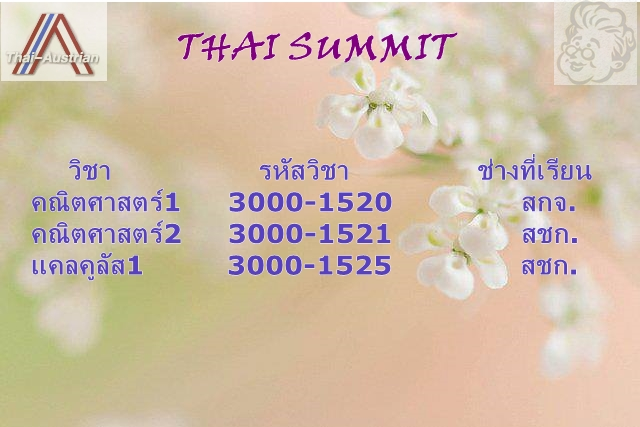 Thai-Austrian
THAI SUMMIT
วิชา รหัสวิชา ช่างที่เรียน
คณิตศาสตร์1 3000-1520 สกจ.
คณิตศาสตร์2 3000-1521 สชก.
แคลคูลัส1 3000-1525 สชก.